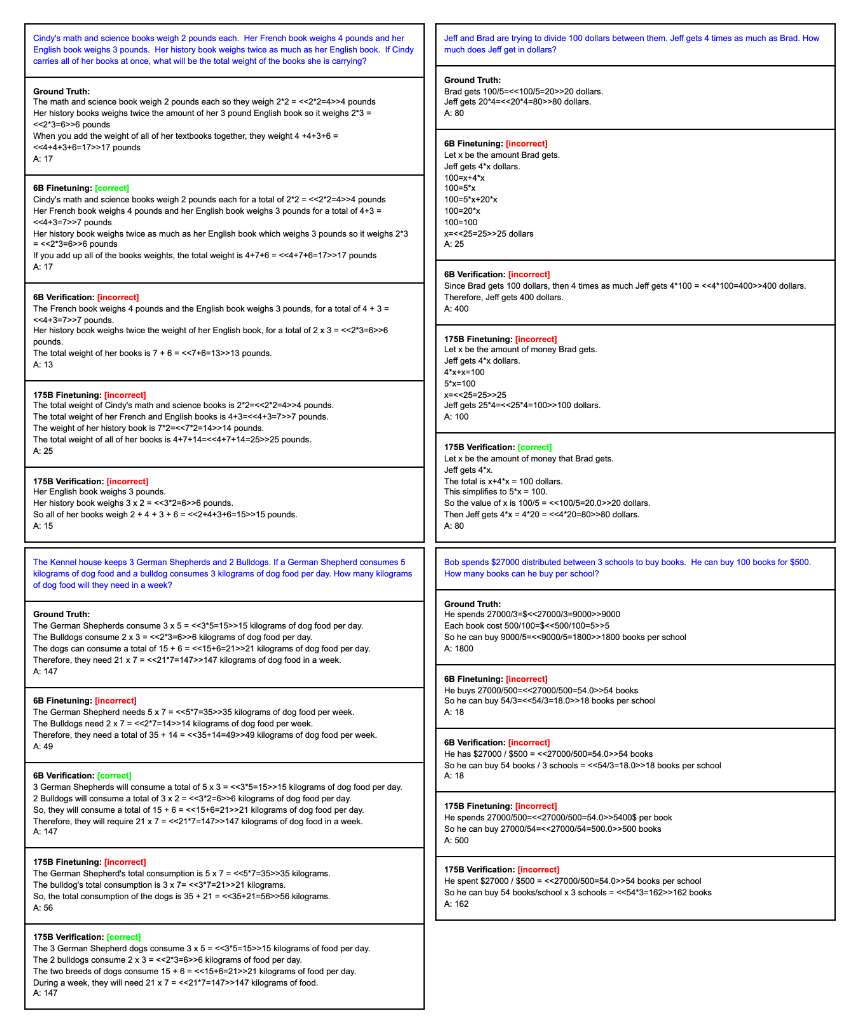 Cindy's math and science books weigh 2 pounds each.  Her French book weighs 4 pounds and her
English book weighs 3 pounds.  Her history book weighs twice as much as her English book.  If Cindy
carries all of her books at once, what will be the total weight of the books she is carrying?
Ground Truth:
The math and science book weigh 2 pounds each so they weigh 2*2 = <<2*2=4>>4 pounds
Her history books weighs twice the amount of her 3 pound English book so it weighs 2*3 =
<<2*3=6>>6 pounds
When you add the weight of all of her textbooks together, they weigh 4 +4+3+6 =
<<4+4+3+6=17>>17 pounds
A: 17
6B Finetuning: [correct]
Cindy's math and science books weigh 2 pounds each for a total of 2*2 = <<2*2=4>>4 pounds
Her French book weighs 4 pounds and her English book weighs 3 pounds for a total of 4+3 =
<<4+3=7>>7 pounds
Her history book weighs twice as much as her English book which weighs 3 pounds so it weighs 2*3
= <<2*3=6>>6 pounds
If you add up all of the books weights, the total weight is 4+7+6 = <<4+7+6=17>>17 pounds
A: 17
6B Verification: [incorrect]
The French book weighs 4 pounds and the English book weighs 3 pounds, for a total of 4 + 3 =
<<4+3=7>>7 pounds.
Her history book weighs twice the weight of her English book, for a total of 2 x 3 = <<2*3=6>>6
pounds.
The total weight of her books is 7 + 6 = <<7+6=13>>13 pounds.
A: 13
175B Finetuning: [incorrect]
The total weight of Cindy's math and science books is 2*2=<<2*2=4>>4 pounds.
The total weight of her French and English books is 4+3=<<4+3=7>>7 pounds.
The weight of her history book is 7*2=<<7*2=14>>14 pounds.
The total weight of all of her books is 4+7+14=<<4+7+14=25>>25 pounds.
A: 25
175B Verification: [incorrect]
Her English book weighs 3 pounds.
Her history book weighs 3 x 2 = <<3*2=6>>6 pounds.
So all of her books weigh 2 + 4 + 3 + 6 = <<2+4+3+6=15>>15 pounds.
A: 15
Jeff and Brad are trying to divide 100 dollars between them. Jeff gets 4 times as much as Brad. How
much does Jeff get in dollars?
Ground Truth:
Brad gets 100/5=<<100/5=20>>20 dollars.
Jeff gets 20*4=<<20*4=80>>80 dollars.
A: 80
6B Finetuning: [incorrect]
Let x be the amount Brad gets.
Jeff gets 4*x dollars.
100=x+4*x
100=5*x
100=5*x+20*x
100=20*x
100=100
x=<<25=25>>25 dollars
A: 25
6B Verification: [incorrect]
Since Brad gets 100 dollars, then 4 times as much Jeff gets 4*100 = <<4*100=400>>400 dollars.
Therefore, Jeff gets 400 dollars.
A: 400
175B Finetuning: [incorrect]
Let x be the amount of money Brad gets.
Jeff gets 4*x dollars.
4*x+x=100
5*x=100
x=<<25=25>>25
Jeff gets 25*4=<<25*4=100>>100 dollars.
A: 100
175B Verification: [correct]
Let x be the amount of money that Brad gets.
Jeff gets 4*x.
The total is x+4*x = 100 dollars.
This simplifies to 5*x = 100.
So the value of x is 100/5 = <<100/5=20.0>>20 dollars.
Then Jeff gets 4*x = 4*20 = <<4*20=80>>80 dollars.
A: 80
The Kennel house keeps 3 German Shepherds and 2 Bulldogs. If a German Shepherd consumes 5
kilograms of dog food and a bulldog consumes 3 kilograms of dog food per day. How many kilograms
of dog food will they need in a week?
Ground Truth:
The German Shepherds consume 3 x 5 = <<3*5=15>>15 kilograms of dog food per day.
The Bulldogs consume 2 x 3 = <<2*3=6>>6 kilograms of dog food per day.
The dogs can consume a total of 15 + 6 = <<15+6=21>>21 kilograms of dog food per day.
Therefore, they need 21 x 7 = <<21*7=147>>147 kilograms of dog food in a week.
A: 147
6B Finetuning: [incorrect]
The German Shepherd needs 5 x 7 = <<5*7=35>>35 kilograms of dog food per week.
The Bulldogs need 2 x 7 = <<2*7=14>>14 kilograms of dog food per week.
Therefore, they need a total of 35 + 14 = <<35+14=49>>49 kilograms of dog food per week.
A: 49
6B Verification: [correct]
3 German Shepherds will consume a total of 5 x 3 = <<3*5=15>>15 kilograms of dog food per day.
2 Bulldogs will consume a total of 3 x 2 = <<3*2=6>>6 kilograms of dog food per day.
So, they will consume a total of 15 + 6 = <<15+6=21>>21 kilograms of dog food per day.
Therefore, they will require 21 x 7 = <<21*7=147>>147 kilograms of dog food in a week.
A: 147
175B Finetuning: [incorrect]
The German Shepherd's total consumption is 5 x 7 = <<5*7=35>>35 kilograms.
The bulldog's total consumption is 3 x 7= <<3*7=21>>21 kilograms.
So, the total consumption of the dogs is 35 + 21 = <<35+21=56>>56 kilograms.
A: 56
175B Verification: [correct]
The 3 German Shepherd dogs consume 3 x 5 = <<3*5=15>>15 kilograms of food per day.
The 2 bulldogs consume 2 x 3 = <<2*3=6>>6 kilograms of food per day.
The two breeds of dogs consume 15 + 6 = <<15+6=21>>21 kilograms of food per day.
During a week, they will need 21 x 7 = <<21*7=147>>147 kilograms of food.
A: 147
Bob spends $27000 distributed between 3 schools to buy books.  He can buy 100 books for $500.
How many books can he buy per school?
Ground Truth:
He spends 27000/3=$<<27000/3=9000>>9000
Each book cost 500/100=$<<500/100=5>>5
So he can buy 9000/5=<<9000/5=1800>>1800 books per school
A: 1800
6B Finetuning: [incorrect]
He buys 27000/500=<<27000/500=54.0>>54 books
So he can buy 54/3=<<54/3=18.0>>18 books per school
A: 18
6B Verification: [incorrect]
He has $27000 / $500 = <<27000/500=54.0>>54 books
So he can buy 54 books / 3 schools = <<54/3=18.0>>18 books per school
A: 18
175B Finetuning: [incorrect]
He spends 27000/500=<<27000/500=54.0>>5400$ per book
So he can buy 27000/54=<<27000/54=500.0>>500 books
A: 500
175B Verification: [incorrect]
He spent $27000 / $500 = <<27000/500=54.0>>54 books per school
So he can buy 54 books/school x 3 schools = <<54*3=162>>162 books
A: 162